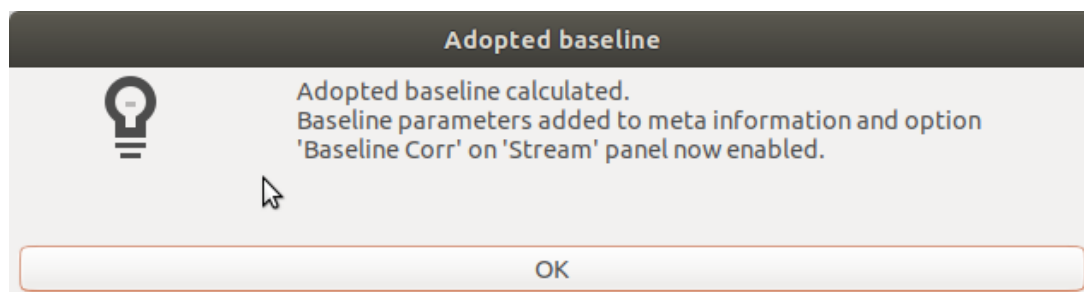 Adopted baseline
Adopted baseline calculated.
Baseline parameters added to meta information and option
'Baseline Corr' on 'Stream' panel now enabled.
OK